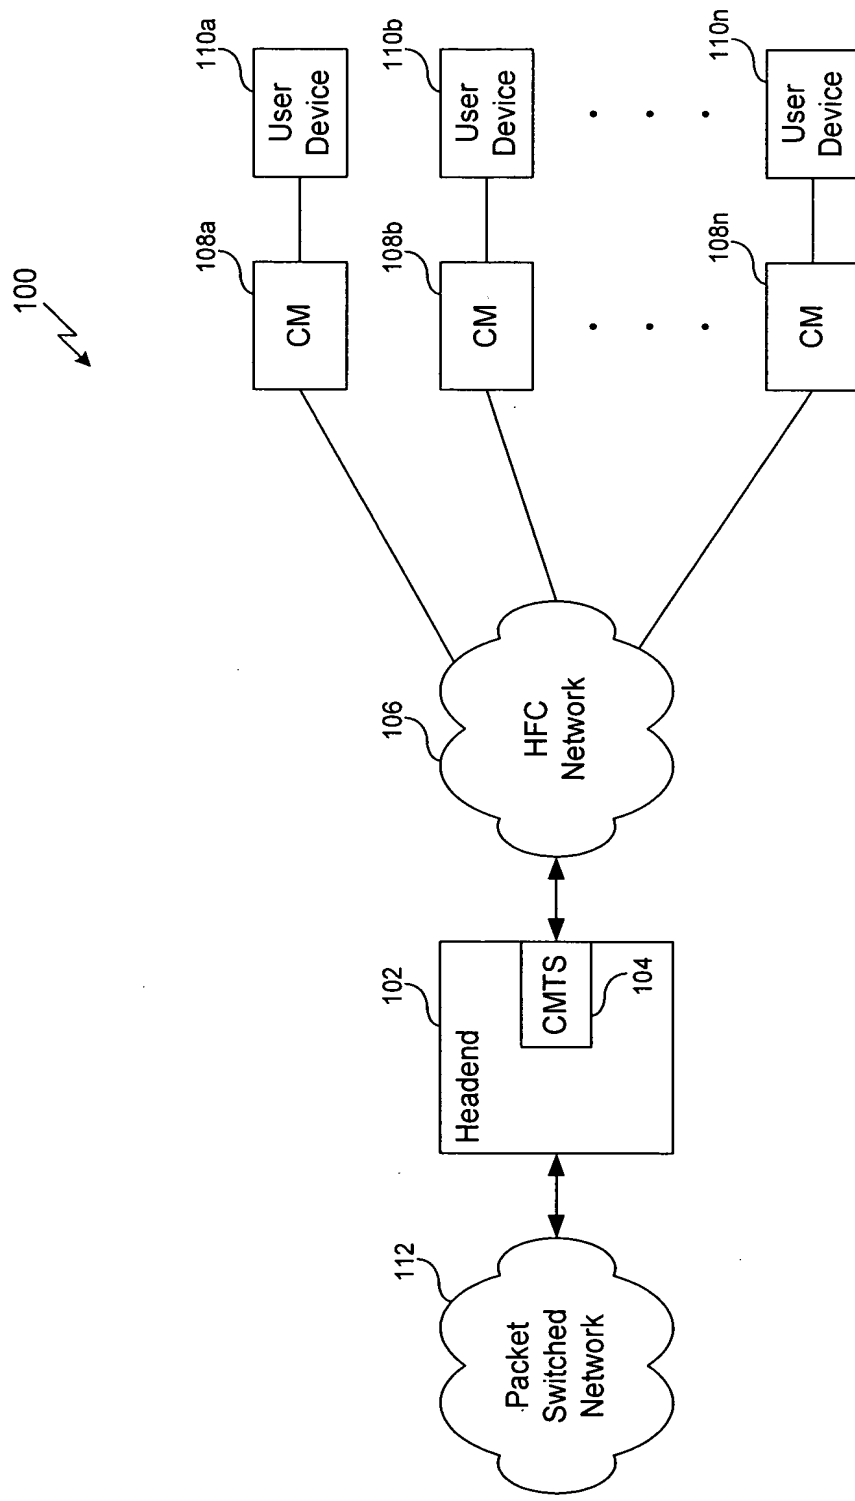 100
110a
User
Device
108a
CM
110b
User
Device
108b
CM
110n
User
Device
108n
CM
106
HFC
Network
102
Headend
CMTS
104
112
Packet
Switched
Network